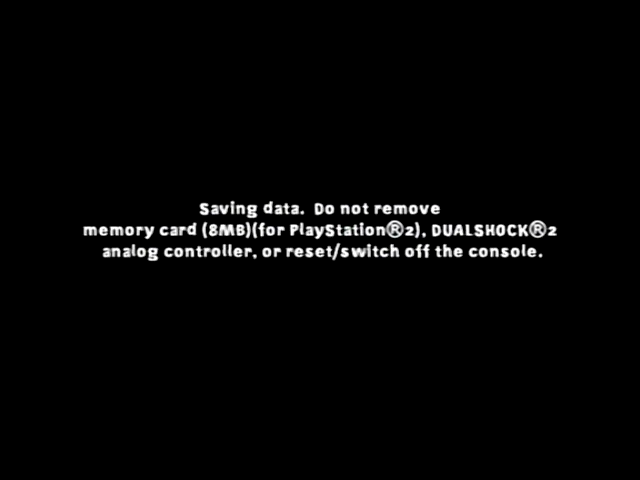 Saving data. Do not remove
memory card (8MB)(for PlayStation®2), DUALSHOCK®2
analog controller, or reset/switch off the console.